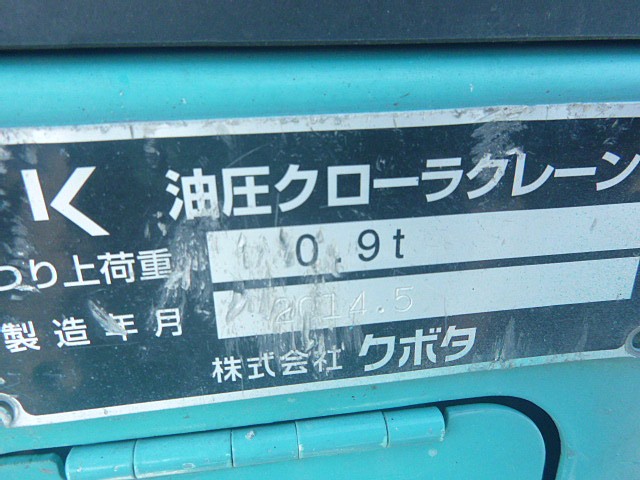 K 油圧クローラクレーン
つり上荷重 0.9t
製造年月 2014.5
株式会社 クボタ